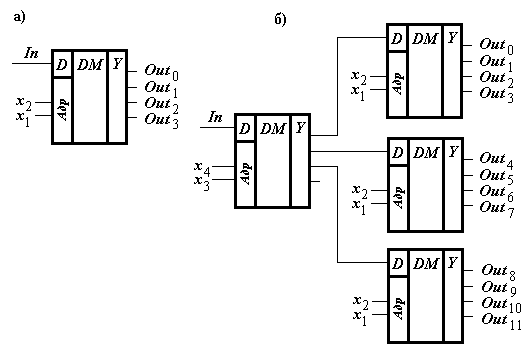 а)
In
D DM Y
Адр
x2
x1
Out0
Out1
Out2
Out3
б)
In
D DM Y
Адр
x4
x3
D DM Y
Адр
x2
x1
Out0
Out1
Out2
Out3
D DM Y
Адр
x2
x1
Out4
Out5
Out6
Out7
D DM Y
Адр
x2
x1
Out8
Out9
Out10
Out11